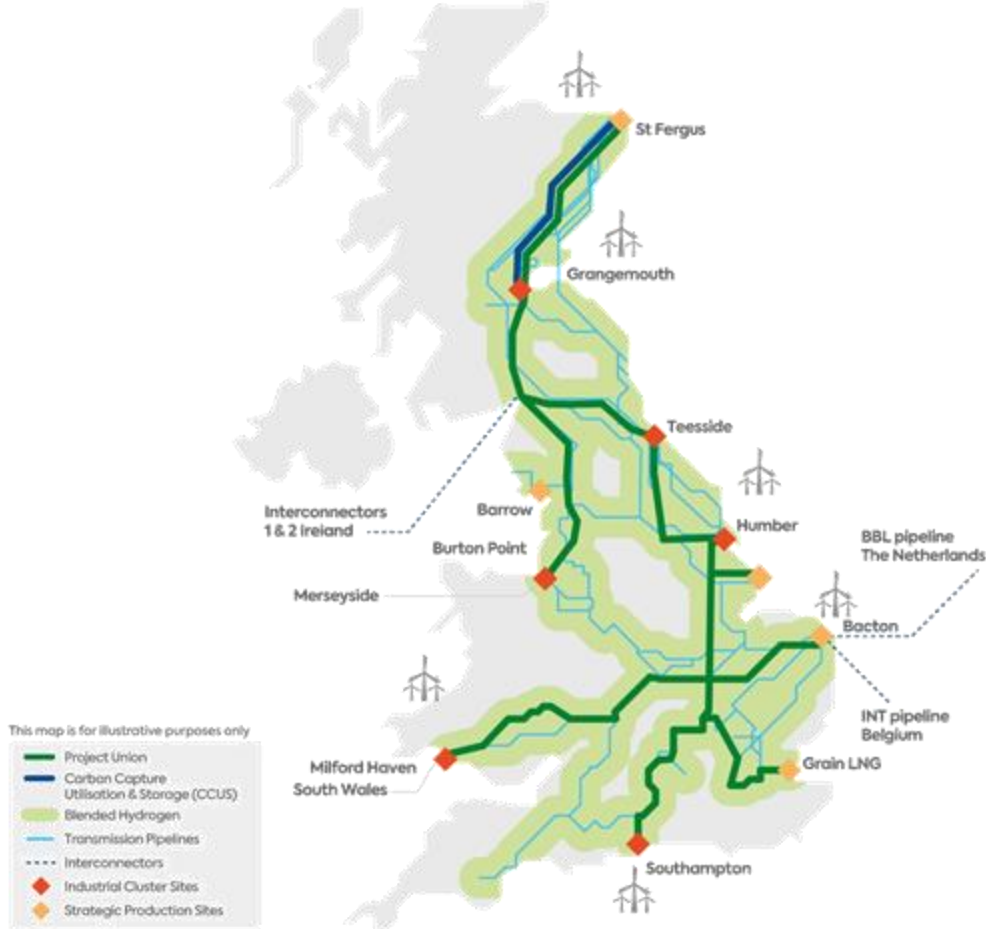 St Fergus
Grangemouth
Teesside
Interconnectors
1 & 2 ireland
Barrow
Humber
Burton Point
BBL pipeline
The Netherlands
Merseyside
Bacton
INT pipeline
Belgium
Milford Haven
South Wales
Grain LNG
Southampton
This map is for illustrative purposes only
Project Union
Carbon Capture
Utilisation & Storage (CCUS)
Blended Hydrogen
Transmission Pipelines
Interconnectors
Industrial Cluster Sites
Strategic Production Sites